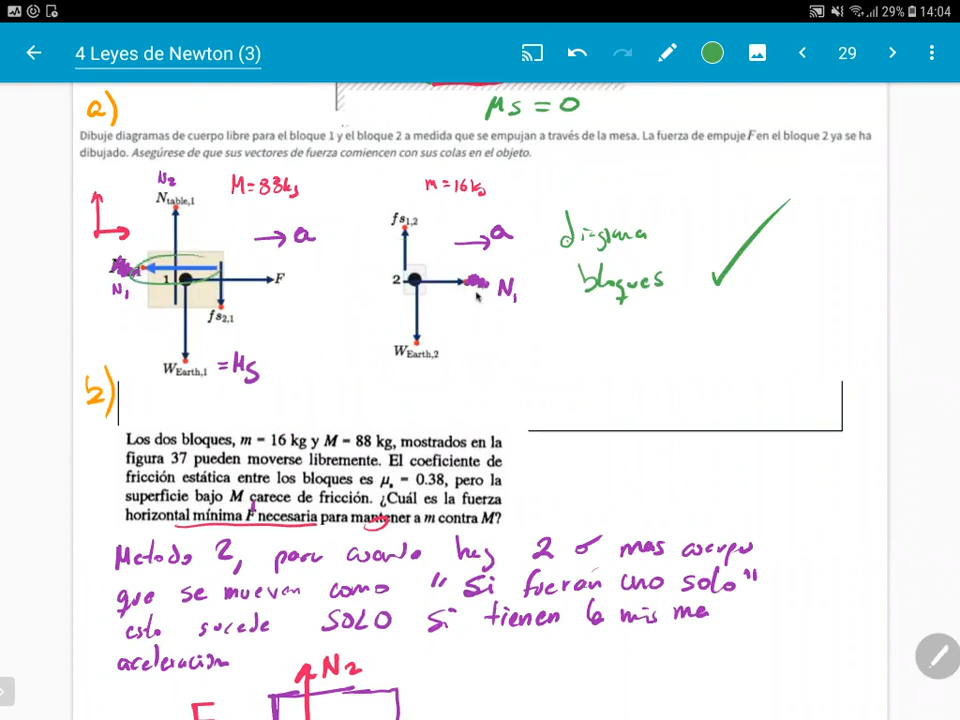 29% 14:04
4 Leyes de Newton (3)
29
a)
μs = 0
Dibuje diagramas de cuerpo libre para el bloque 1 y el bloque 2 a medida que se empujan a través de la mesa. La fuerza de empuje F en el bloque 2 ya se ha
dibujado. Asegúrese de que sus vectores de fuerza comiencen con sus colas en el objeto.
N2
Ntable,1
M=88kg
m=16kg
fs1,2
a
a
diagrama
bloques
1
F
N1
fs2,1
2
N1
WEarth,1
= Mg
WEarth,2
b)
Los dos bloques, m = 16 kg y M = 88 kg, mostrados en la
figura 37 pueden moverse libremente. El coeficiente de
fricción estática entre los bloques es μs = 0.38, pero la
superficie bajo M carece de fricción. ¿Cuál es la fuerza
horizontal mínima F necesaria para mantener a m contra M?
Metodo 2, para cuando hay 2 o mas cuerpo
que se mueven como "si fueran uno solo"
esto sucede SOLO si tienen la misma
aceleración
N2
F